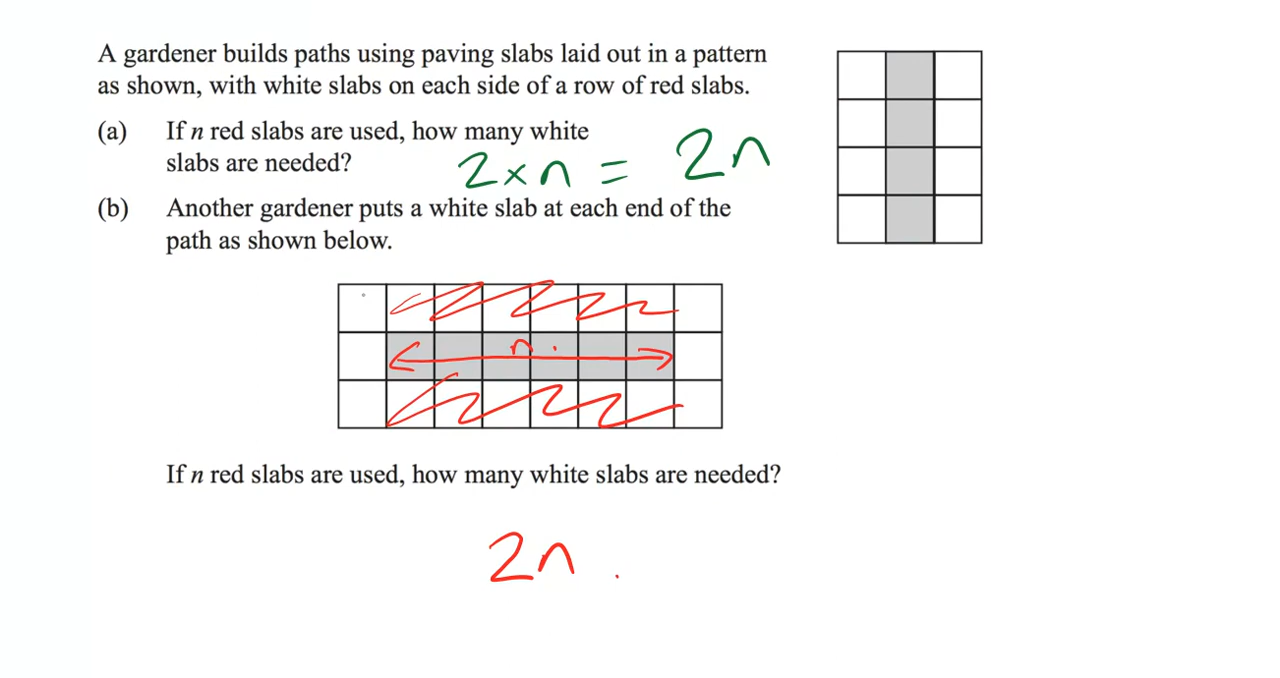 A gardener builds paths using paving slabs laid out in a pattern
as shown, with white slabs on each side of a row of red slabs.
(a) If n red slabs are used, how many white
slabs are needed?
2 × n = 2n
(b) Another gardener puts a white slab at each end of the
path as shown below.
n
If n red slabs are used, how many white slabs are needed?
2n